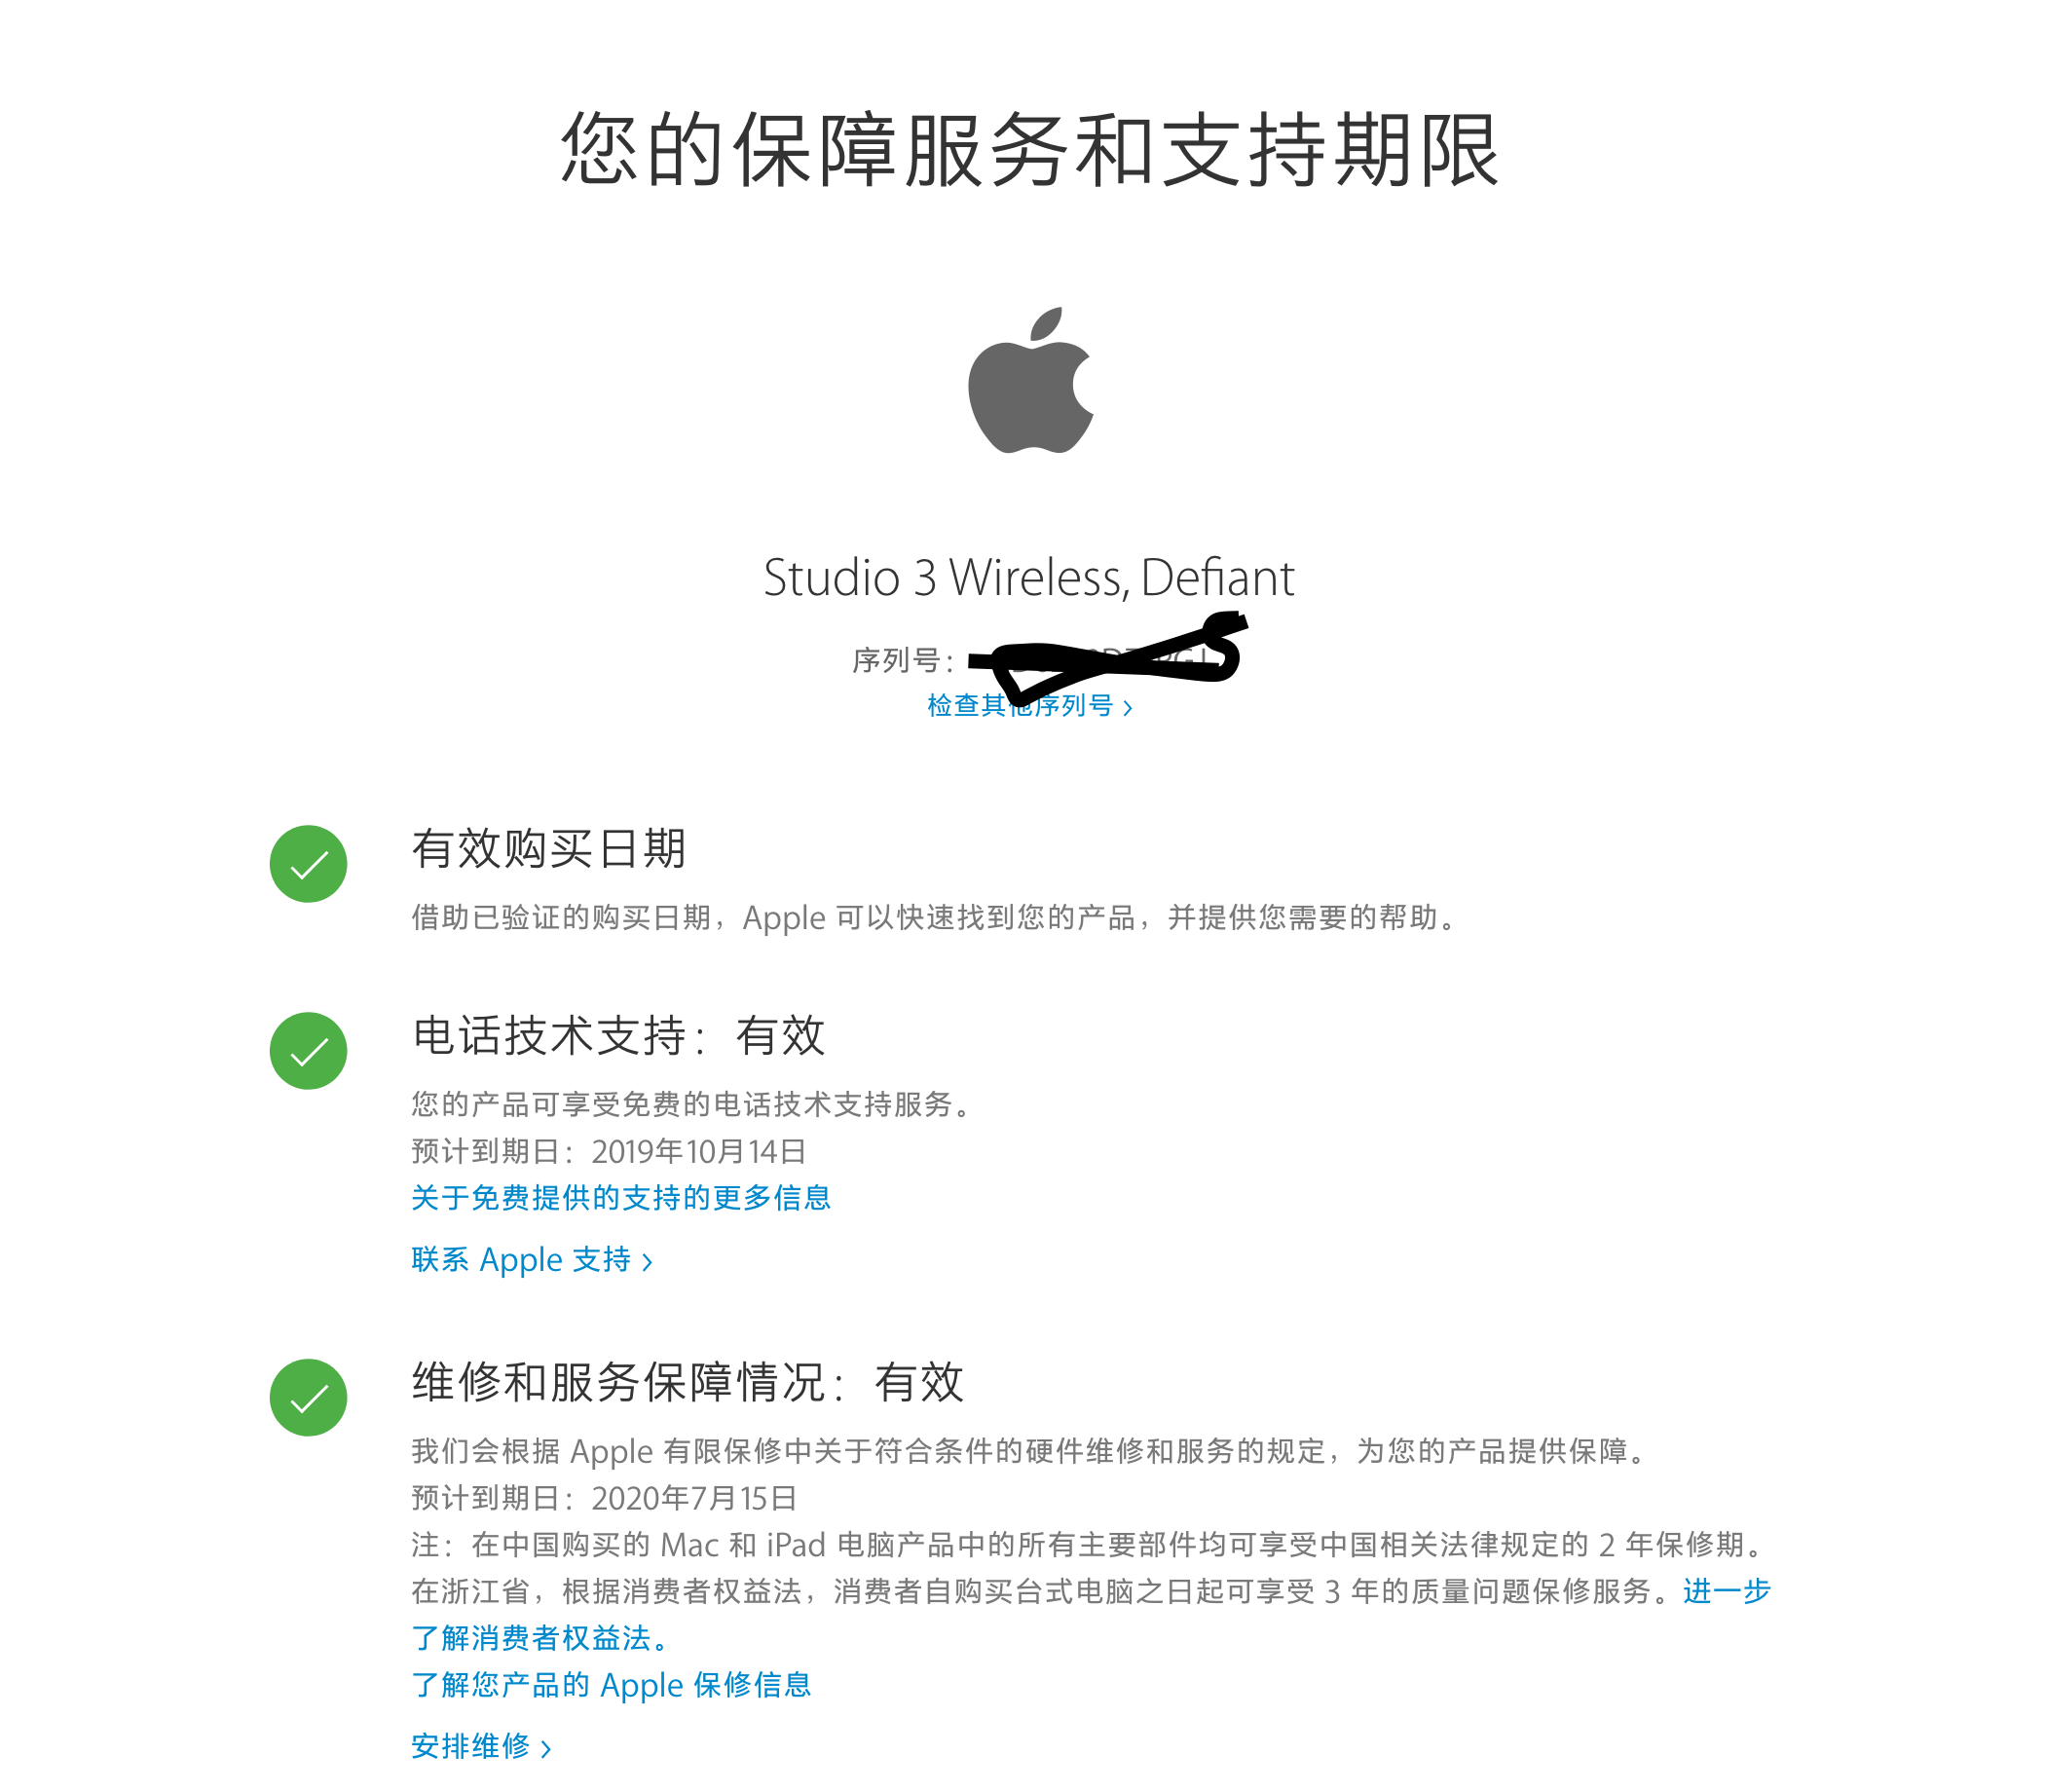 您的保障服务和支持期限
Studio 3 Wireless, Defiant
序列号：
检查其他序列号 >
有效购买日期
借助已验证的购买日期，Apple 可以快速找到您的产品，并提供您需要的帮助。
电话技术支持：有效
您的产品可享受免费的电话技术支持服务。
预计到期日：2019年10月14日
关于免费提供的支持的更多信息
联系 Apple 支持 >
维修和服务保障情况：有效
我们会根据 Apple 有限保修中关于符合条件的硬件维修和服务的规定，为您的产品提供保障。
预计到期日：2020年7月15日
注：在中国购买的 Mac 和 iPad 电脑产品中的所有主要部件均可享受中国相关法律规定的 2 年保修期。
在浙江省，根据消费者权益法，消费者自购买台式电脑之日起可享受 3 年的质量问题保修服务。进一步
了解消费者权益法。
了解您产品的 Apple 保修信息
安排维修 >